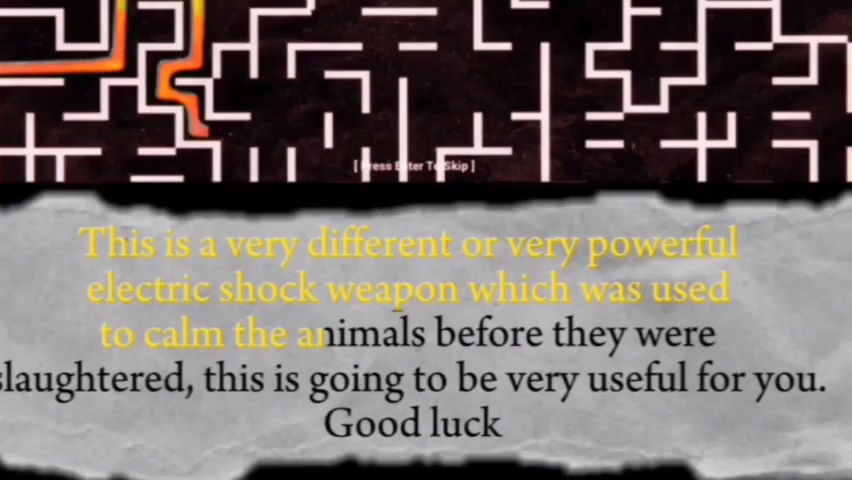 [ Press Enter To Skip ]
This is a very different or very powerful
electric shock weapon which was used
to calm the animals before they were
slaughtered, this is going to be very useful for you.
Good luck